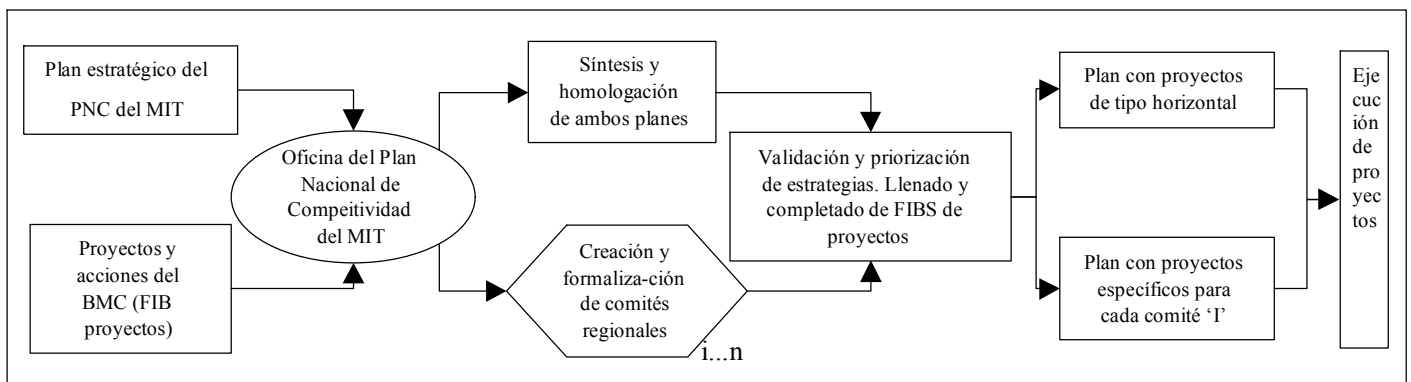 Plan estratégico del
PNC del MIT
Proyectos y
acciones del
BMC (FIB
proyectos)
Oficina del Plan
Nacional de
Compeitividad
del MIT
Síntesis y
homologación
de ambos planes
Creación y
formaliza-ción
de comités
regionales
i...n
Validación y priorización
de estrategias. Llenado y
completado de FIBS de
proyectos
Plan con proyectos
de tipo horizontal
Plan con proyectos
específicos para
cada comité ‘I’
Eje
cuci
ón
de
pro
yec
tos